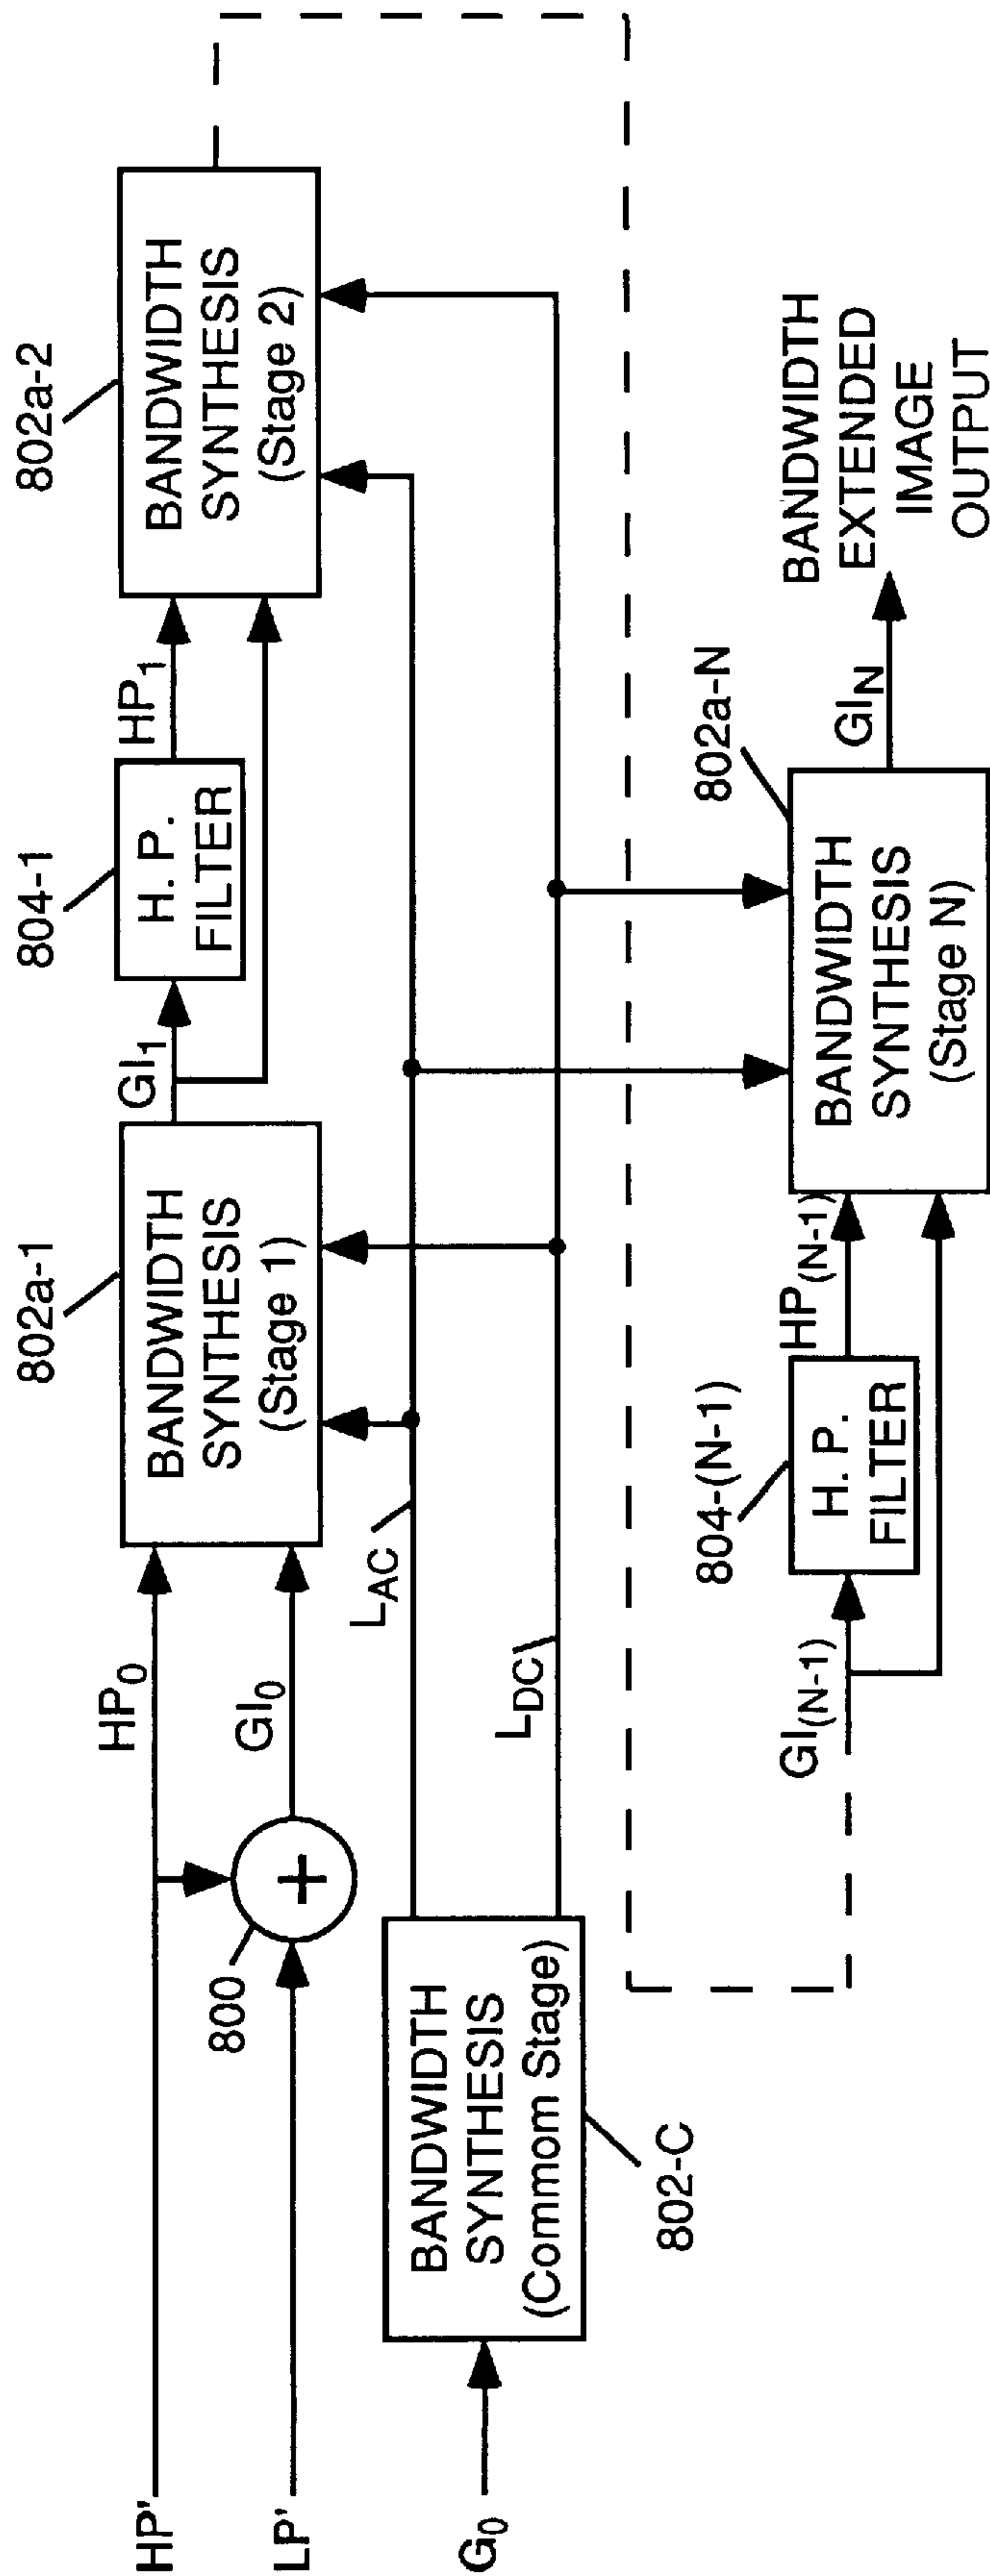 802a-1
804-1
802a-2
BANDWIDTH
SYNTHESIS
(Stage 1)
GI1
H. P.
FILTER
HP1
BANDWIDTH
SYNTHESIS
(Stage 2)
HP'
HP0
LP'
800
+
GI0
LAC
LDC
G0
BANDWIDTH
SYNTHESIS
(Commom Stage)
802-C
804-(N-1)
802a-N
GI(N-1)
H. P.
FILTER
HP(N-1)
BANDWIDTH
SYNTHESIS
(Stage N)
GIN
BANDWIDTH
EXTENDED
IMAGE
OUTPUT